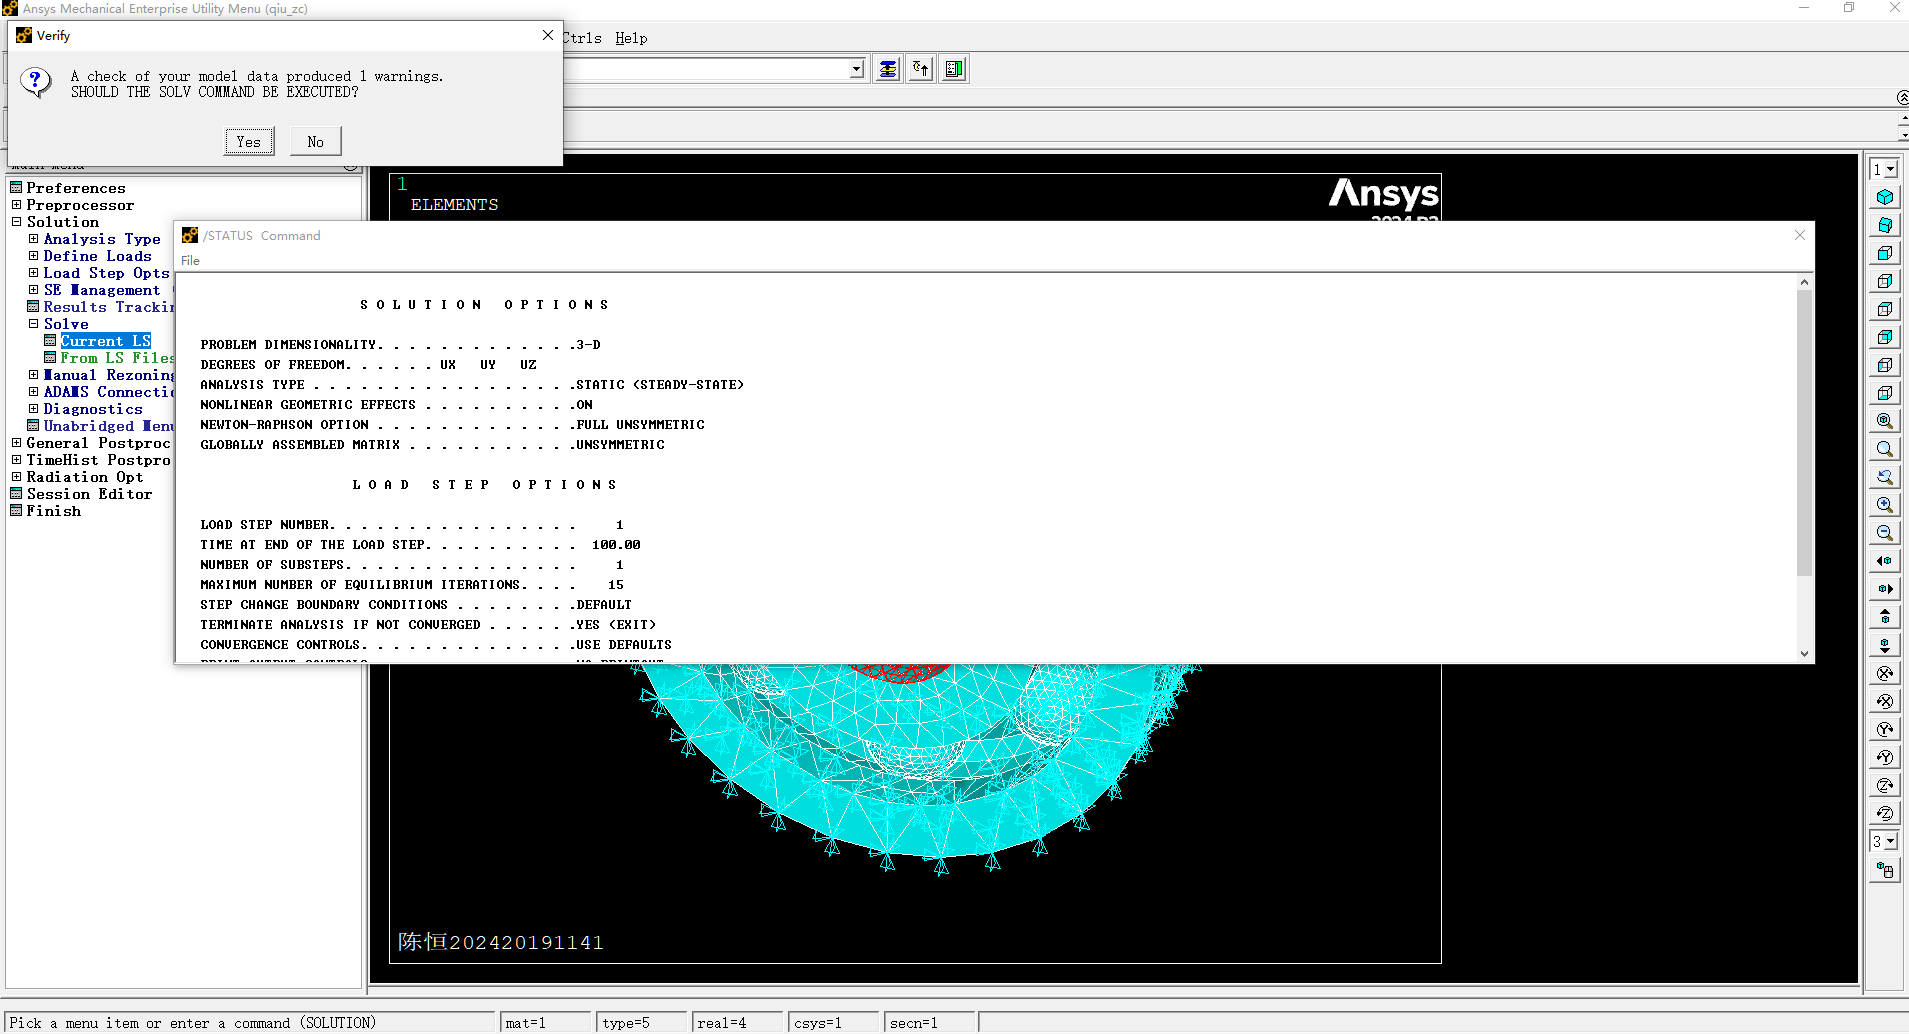 Ansys Mechanical Enterprise Utility Menu (qiu_zc)
Verify
Ctrls Help
A check of your model data produced 1 warnings.
SHOULD THE SOLV COMMAND BE EXECUTED?
Yes No
Preferences
Preprocessor
Solution
Analysis Type
Define Loads
Load Step Opts
SE Management
Results Trackin
Solve
Current LS
From LS Files
Manual Rezoning
ADAMS Connectio
Diagnostics
Unabridged Menu
General Postproc
TimeHist Postpro
Radiation Opt
Session Editor
Finish
1
ELEMENTS
Ansys
/STATUS Command
File
S O L U T I O N   O P T I O N S
PROBLEM DIMENSIONALITY. . . . . . . . . . . . .3-D
DEGREES OF FREEDOM. . . . . . UX UY UZ
ANALYSIS TYPE . . . . . . . . . . . . . . . . .STATIC (STEADY-STATE)
NONLINEAR GEOMETRIC EFFECTS . . . . . . . . . .ON
NEWTON-RAPHSON OPTION . . . . . . . . . . . . .FULL UNSYMMETRIC
GLOBALLY ASSEMBLED MATRIX . . . . . . . . . . .UNSYMMETRIC
L O A D   S T E P   O P T I O N S
LOAD STEP NUMBER. . . . . . . . . . . . . . . . 1
TIME AT END OF THE LOAD STEP. . . . . . . . . . 100.00
NUMBER OF SUBSTEPS. . . . . . . . . . . . . . . 1
MAXIMUM NUMBER OF EQUILIBRIUM ITERATIONS. . . . 15
STEP CHANGE BOUNDARY CONDITIONS . . . . . . . .DEFAULT
TERMINATE ANALYSIS IF NOT CONVERGED . . . . . .YES (EXIT)
CONVERGENCE CONTROLS. . . . . . . . . . . . . .USE DEFAULTS
陈恒202420191141
1
3
Pick a menu item or enter a command (SOLUTION) mat=1 type=5 real=4 csys=1 secn=1